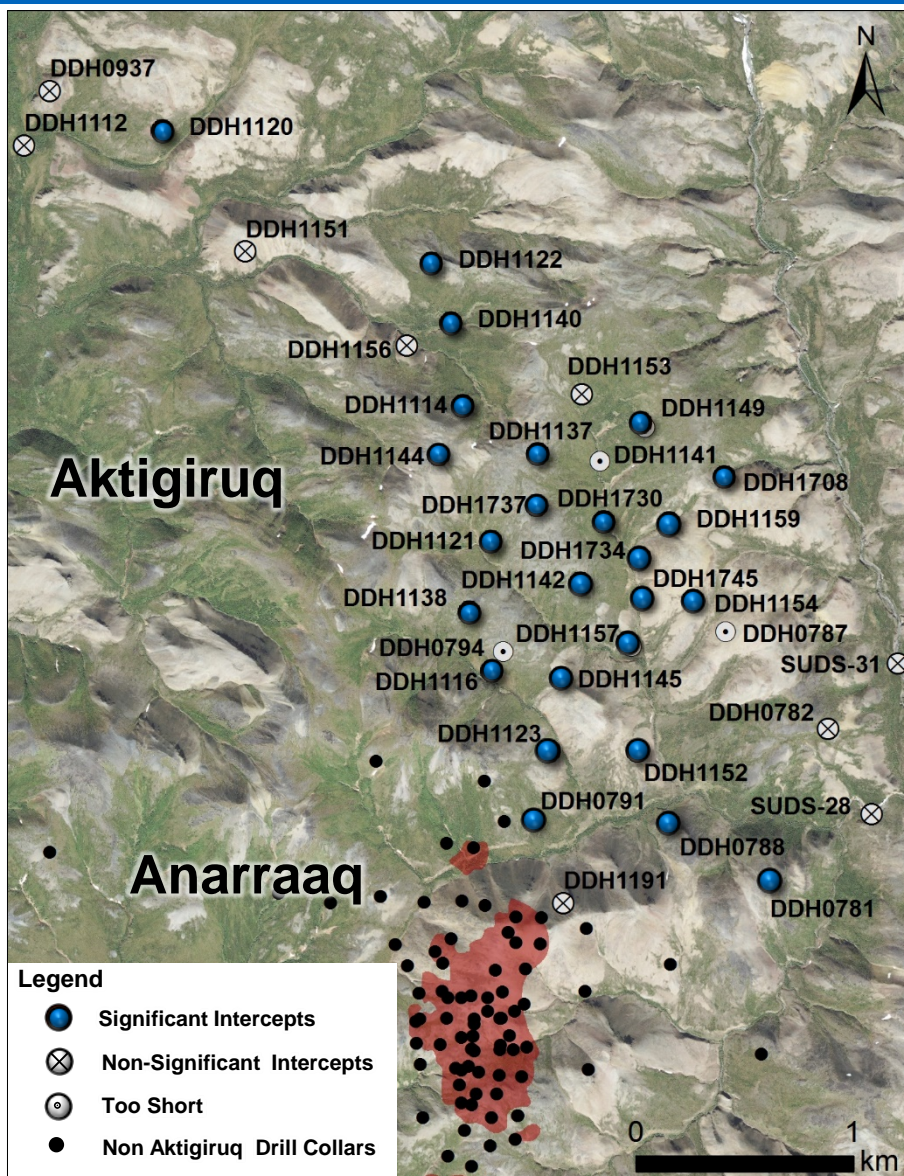 N
DDH0937
DDH1112
DDH1120
DDH1151
DDH1122
DDH1140
DDH1156
DDH1153
DDH1114
DDH1149
DDH1137
DDH1144
DDH1141
Aktigiruq
DDH1708
DDH1737
DDH1730
DDH1159
DDH1121
DDH1734
DDH1142
DDH1745
DDH1138
DDH1154
DDH1157
DDH0787
DDH0794
SUDS-31
DDH1116
DDH1145
DDH0782
DDH1123
DDH1152
DDH0791
SUDS-28
DDH0788
Anarraaq
DDH1191
DDH0781
Legend
Significant Intercepts
Non-Significant Intercepts
Too Short
Non Aktigiruq Drill Collars
0 1
km